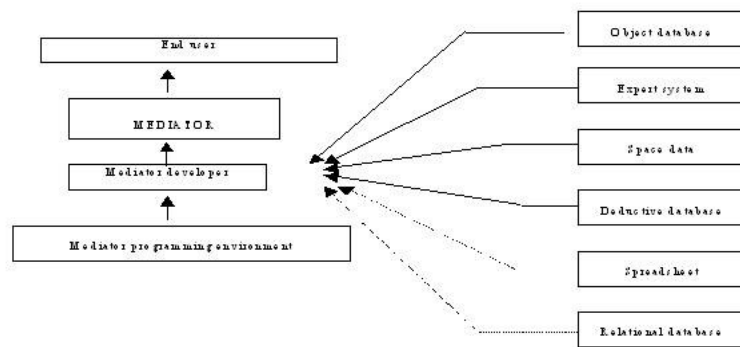 End user
MEDIATOR
Mediator developer
Mediator programming environment
Object database
Expert system
Space data
Deductive database
Spreadsheet
Relational database